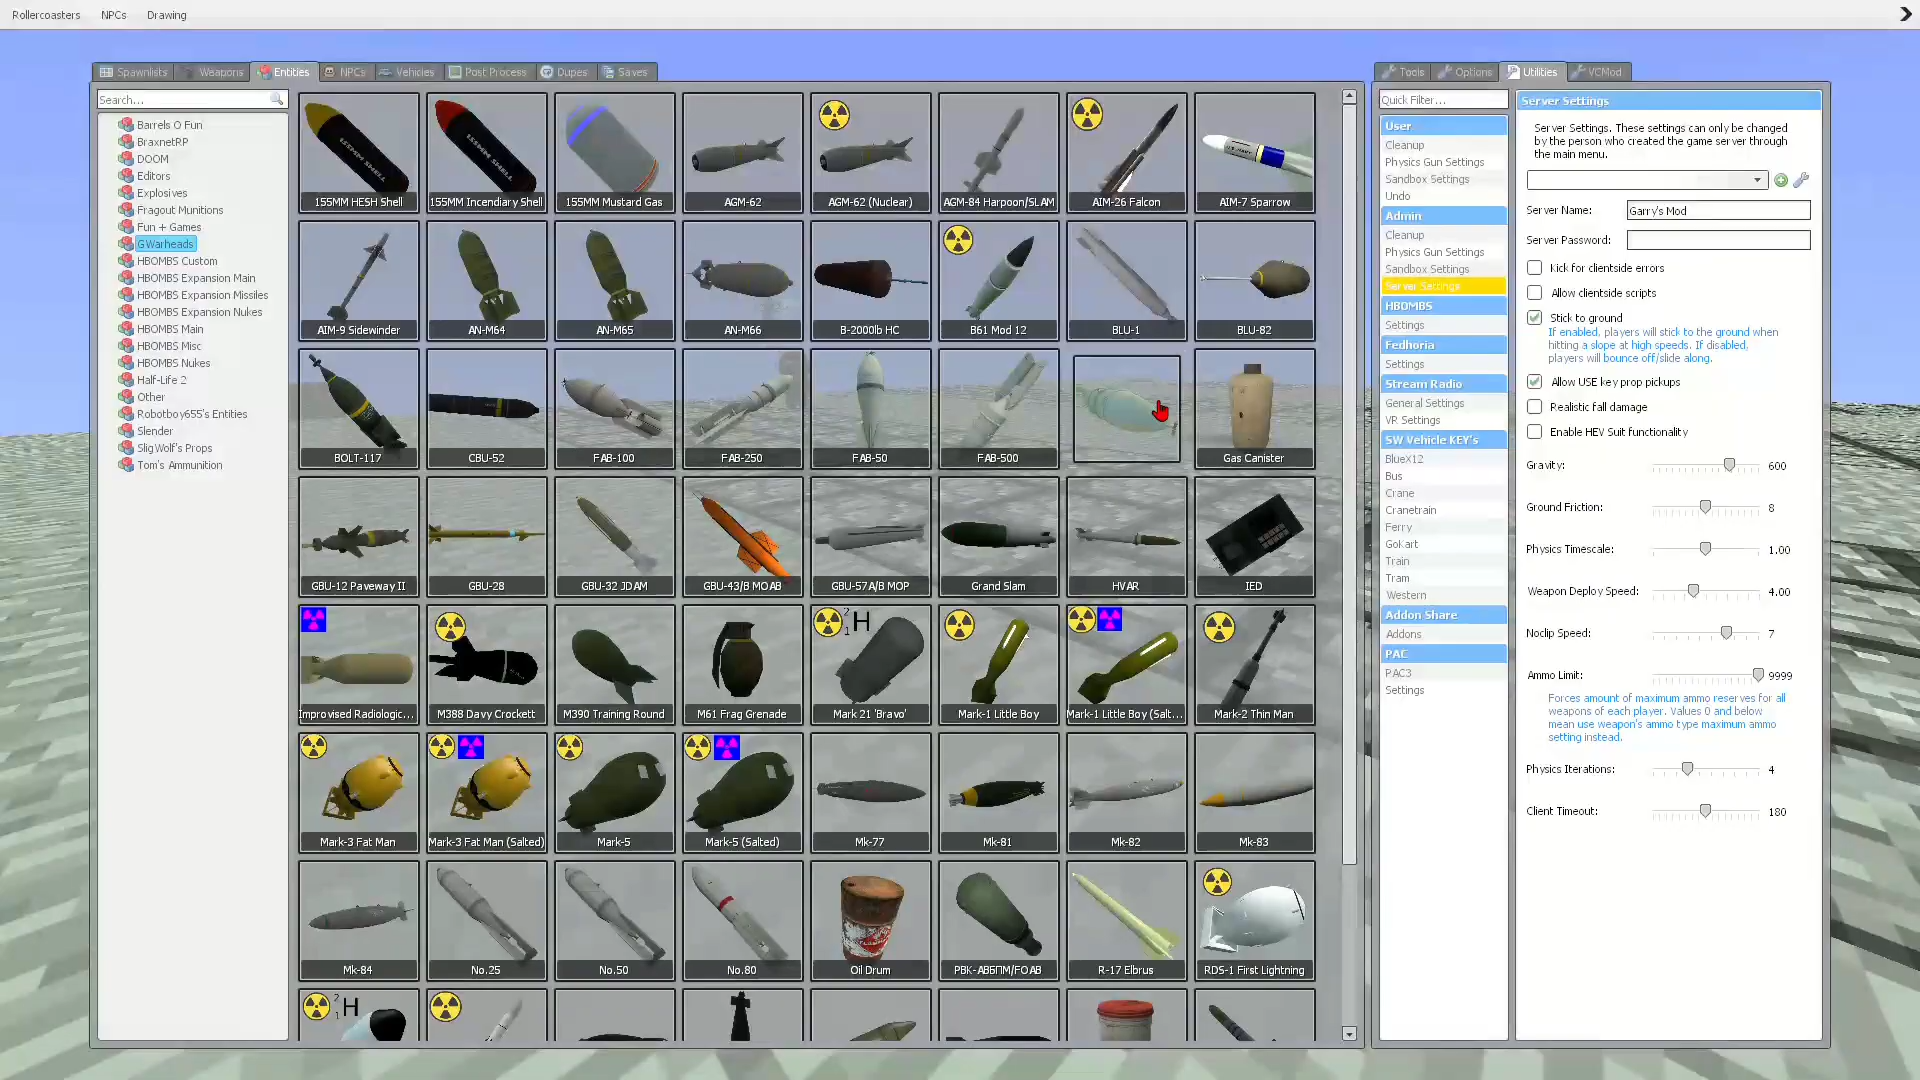 Rollercoasters NPCs Drawing
Spawnlists Weapons Entities NPCs Vehicles Post Process Dupes Saves
Tools Options Utilities VCMod
Search...
Barrels O Fun
BraxnetRP
DOOM
Editors
Explosives
Fragout Munitions
Fun + Games
GWarheads
HBOMBS Custom
HBOMBS Expansion Main
HBOMBS Expansion Missiles
HBOMBS Expansion Nukes
HBOMBS Main
HBOMBS Misc
HBOMBS Nukes
Half-Life 2
Other
Robotboy655's Entities
Slender
SligWolf's Props
Tom's Ammunition
155MM HESH Shell 155MM Incendiary Shell 155MM Mustard Gas AGM-62 AGM-62 (Nuclear) AGM-84 Harpoon/SLAM AIM-26 Falcon AIM-7 Sparrow
AIM-9 Sidewinder AN-M64 AN-M65 AN-M66 B-2000lb HC B61 Mod 12 BLU-1 BLU-82
BOLT-117 CBU-52 FAB-100 FAB-250 FAB-50 FAB-500 Gas Canister
GBU-12 Paveway II GBU-28 GBU-32 JDAM GBU-43/B MOAB GBU-57A/B MOP Grand Slam HVAR IED
2
1 H
Improvised Radiologic... M388 Davy Crockett M390 Training Round M61 Frag Grenade Mark 21 'Bravo' Mark-1 Little Boy Mark-1 Little Boy (Salt... Mark-2 Thin Man
Mark-3 Fat Man Mark-3 Fat Man (Salted) Mark-5 Mark-5 (Salted) Mk-77 Mk-81 Mk-82 Mk-83
Mk-84 No.25 No.50 No.80 Oil Drum РВК-АВБПМ/FOAB R-17 Elbrus RDS-1 First Lightning
2
1 H
Quick Filter...
User
Cleanup
Physics Gun Settings
Sandbox Settings
Undo
Admin
Cleanup
Physics Gun Settings
Sandbox Settings
Server Settings
HBOMBS
Settings
Fedhoria
Settings
Stream Radio
General Settings
VR Settings
SW Vehicle KEY's
BlueX12
Bus
Crane
Cranetrain
Ferry
GoKart
Train
Tram
Western
Addon Share
Addons
PAC
PAC3
Settings
Server Settings
Server Settings. These settings can only be changed
by the person who created the game server through
the main menu.
Server Name: Garry's Mod
Server Password:
Kick for clientside errors
Allow clientside scripts
Stick to ground
If enabled, players will stick to the ground when
hitting a slope at high speeds. If disabled,
players will bounce off/slide along.
Allow USE key prop pickups
Realistic fall damage
Enable HEV Suit functionality
Gravity: 600
Ground Friction: 8
Physics Timescale: 1.00
Weapon Deploy Speed: 4.00
Noclip Speed: 7
Ammo Limit: 9999
Forces amount of maximum ammo reserves for all
weapons of each player. Values 0 and below
mean use weapon's ammo type maximum ammo
setting instead.
Physics Iterations: 4
Client Timeout: 180